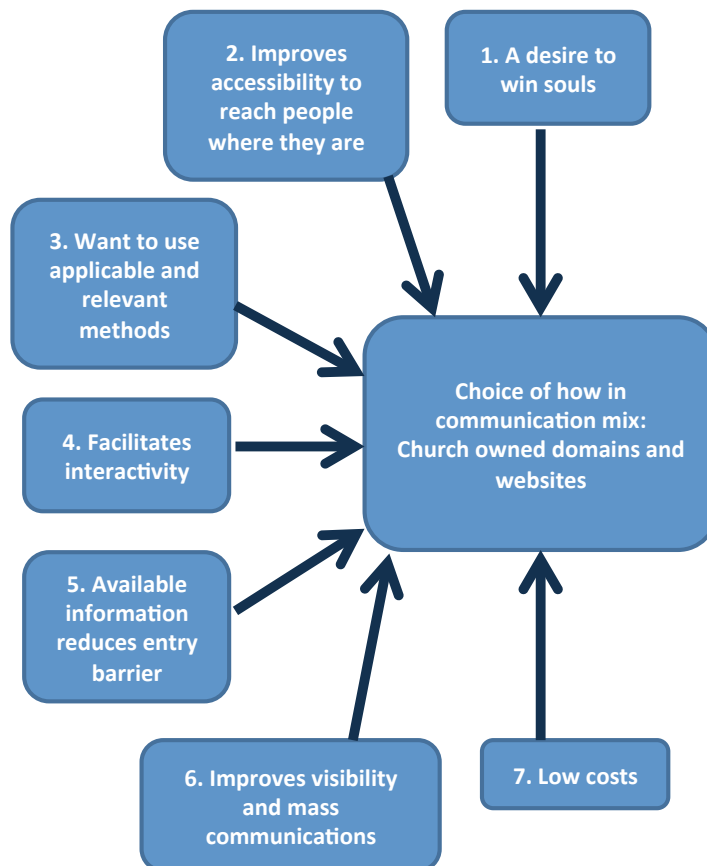 1. A desire to
win souls
2. Improves
accessibility to
reach people
where they are
3. Want to use
applicable and
relevant
methods
4. Facilitates
interactivity
5. Available
information
reduces entry
barrier
6. Improves visibility
and mass
communications
7. Low costs
Choice of how in
communication mix:
Church owned domains and
websites